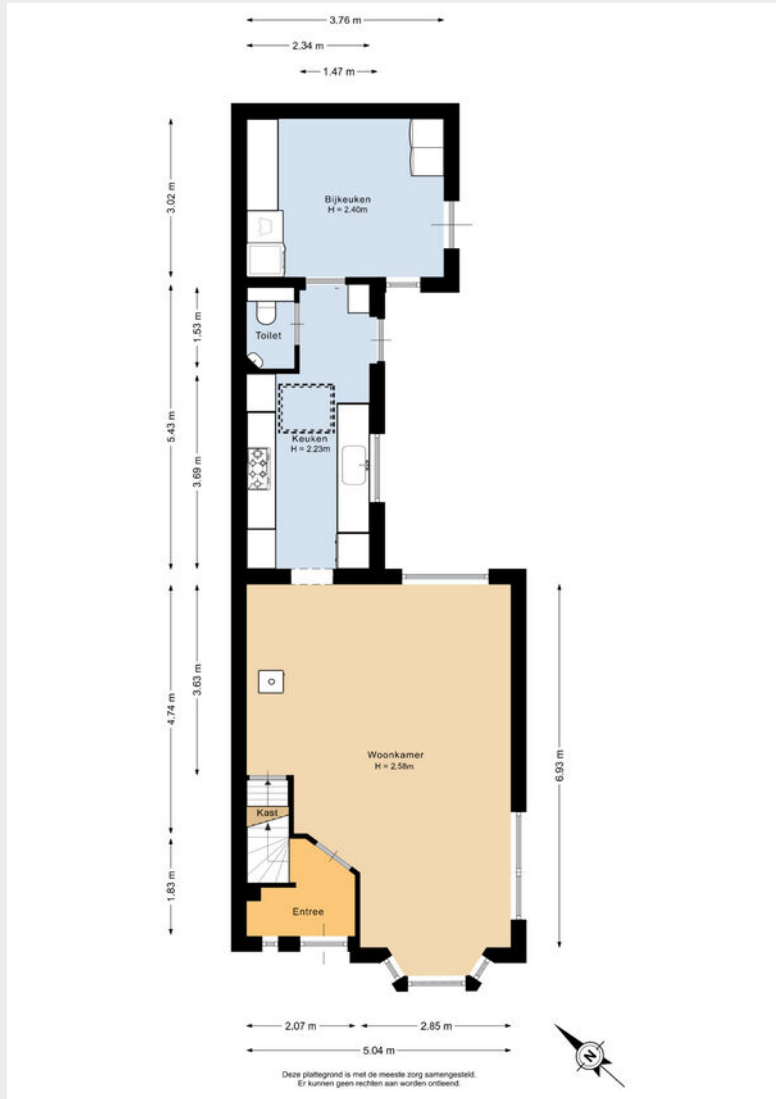 3.76 m
2.34 m
1.47 m
3.02 m
Bijkeuken
H = 2.40m
1.53 m
Toilet
5.43 m
Keuken
H = 2.23m
3.69 m
3.63 m
4.74 m
Woonkamer
H = 2.58m
6.93 m
Kast
1.83 m
Entree
2.07 m
2.85 m
5.04 m
N
Deze plattegrond is met de meeste zorg samengesteld.
Er kunnen geen rechten aan worden ontleend.